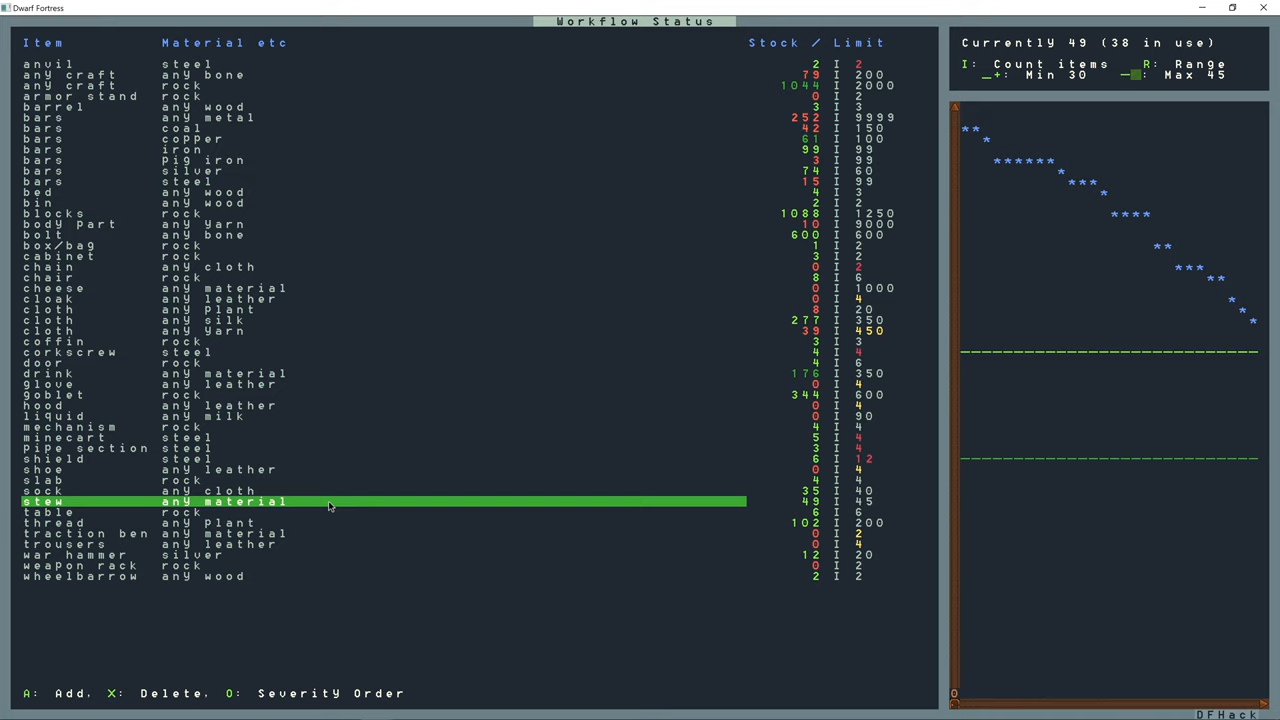 Dwarf Fortress
Workflow Status
Item Material etc Stock / Limit
anvil steel 2 I 2
any craft any bone 79 I 200
any craft rock 1044 I 2000
armor stand rock 0 I 2
barrel any wood 3 I 3
bars any metal 252 I 9999
bars coal 42 I 150
bars copper 61 I 100
bars iron 99 I 99
bars pig iron 3 I 99
bars silver 74 I 60
bars steel 15 I 99
bed any wood 4 I 3
bin any wood 2 I 2
blocks rock 1088 I 1250
body part any yarn 10 I 9000
bolt any bone 600 I 600
box/bag rock 1 I 2
cabinet rock 3 I 2
chain any cloth 0 I 2
chair rock 8 I 6
cheese any material 0 I 1000
cloak any leather 0 I 4
cloth any plant 8 I 20
cloth any silk 277 I 350
cloth any yarn 39 I 450
coffin rock 3 I 3
corkscrew steel 4 I 4
door rock 4 I 6
drink any material 176 I 350
glove any leather 0 I 4
goblet rock 344 I 600
hood any leather 0 I 4
liquid any milk 0 I 90
mechanism rock 4 I 4
minecart steel 5 I 4
pipe section steel 3 I 4
shield steel 6 I 12
shoe any leather 0 I 4
slab rock 4 I 4
sock any cloth 35 I 40
stew any material 49 I 45
table rock 6 I 6
thread any plant 102 I 200
traction ben any material 0 I 2
trousers any leather 0 I 4
war hammer silver 12 I 20
weapon rack rock 0 I 2
wheelbarrow any wood 2 I 2
A: Add, X: Delete, O: Severity Order
Currently 49 (38 in use)
I: Count items R: Range
-+: Min 30 -: Max 45
0
DFHack